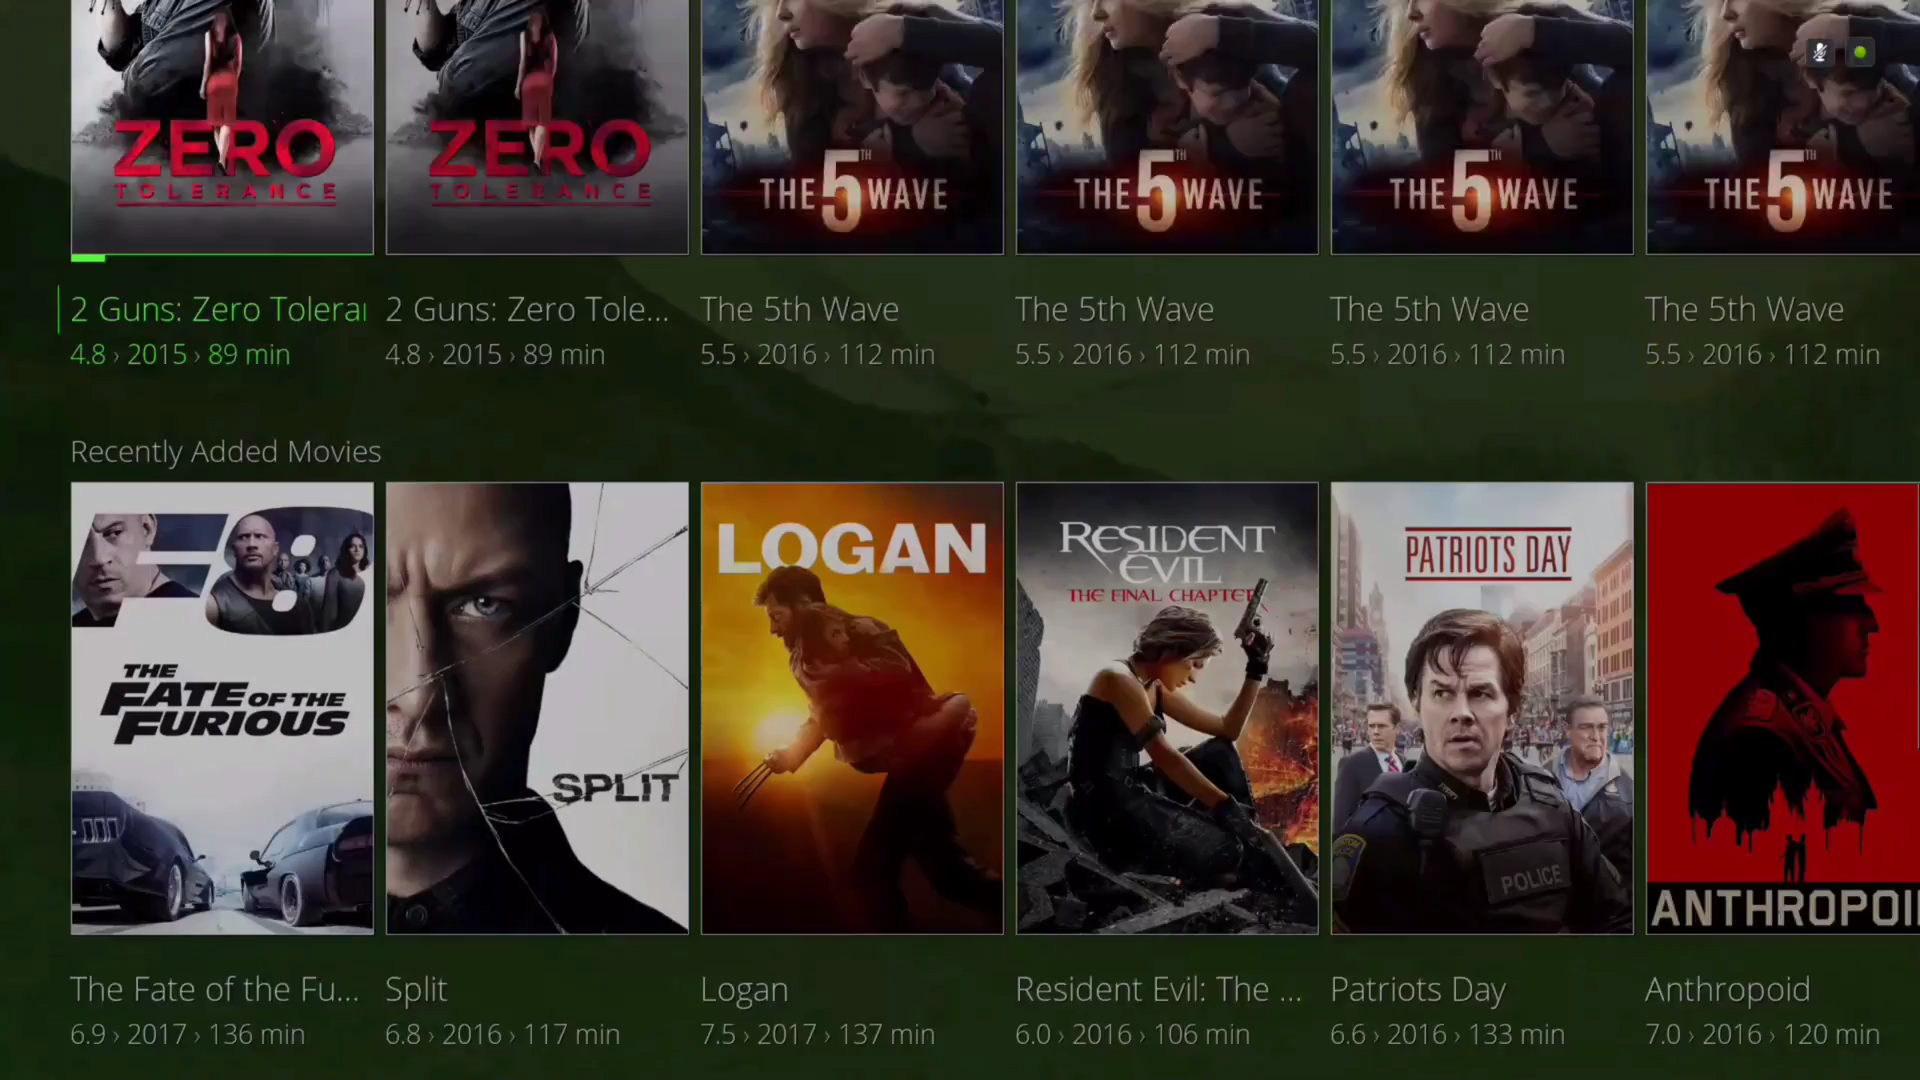 ZERO
TOLERANCE
ZERO
TOLERANCE
THE 5TH WAVE
THE 5TH WAVE
THE 5TH WAVE
THE 5TH WAVE
2 Guns: Zero Tolera
2 Guns: Zero Tole...
The 5th Wave
The 5th Wave
The 5th Wave
The 5th Wave
4.8 › 2015 › 89 min
4.8 › 2015 › 89 min
5.5 › 2016 › 112 min
5.5 › 2016 › 112 min
5.5 › 2016 › 112 min
5.5 › 2016 › 112 min
Recently Added Movies
F8
THE
FATE OF THE
FURIOUS
SPLIT
LOGAN
RESIDENT
EVIL
THE FINAL CHAPTER
PATRIOTS DAY
POLICE
ANTHROPOI
The Fate of the Fu...
Split
Logan
Resident Evil: The ...
Patriots Day
Anthropoid
6.9 › 2017 › 136 min
6.8 › 2016 › 117 min
7.5 › 2017 › 137 min
6.0 › 2016 › 106 min
6.6 › 2016 › 133 min
7.0 › 2016 › 120 min